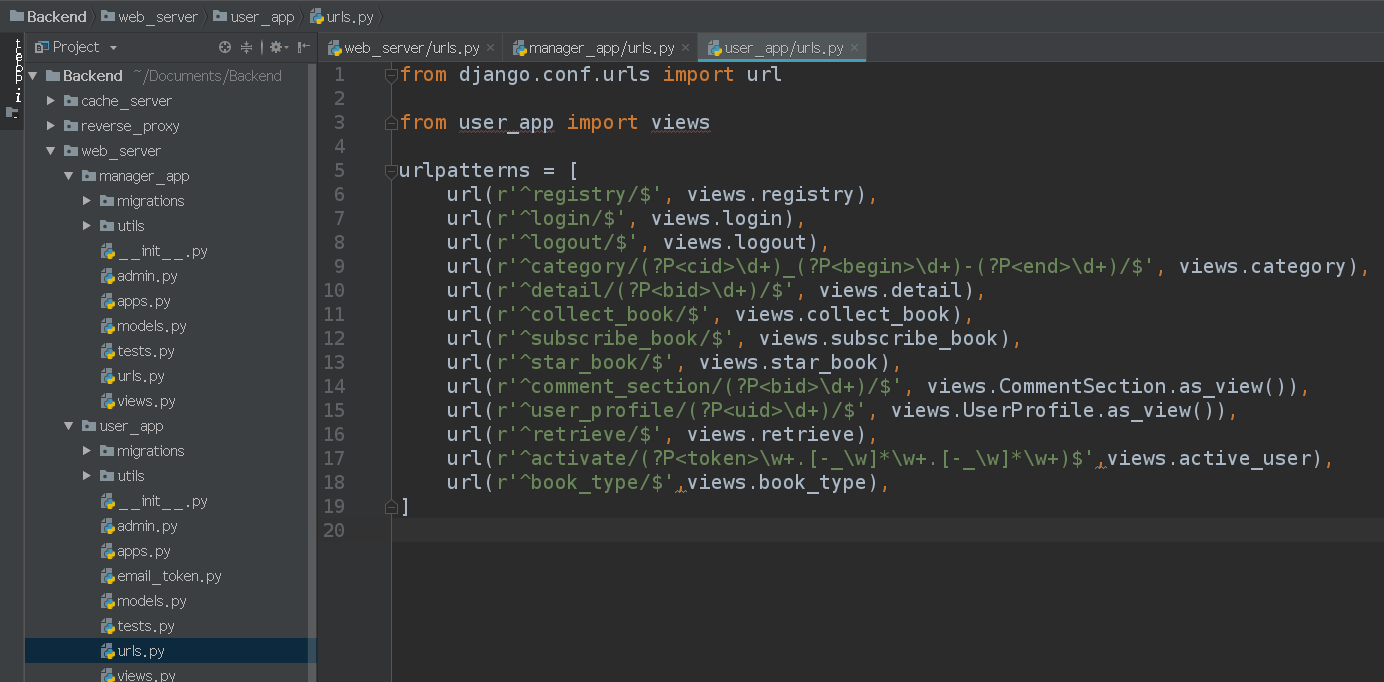 Backend web_server user_app urls.py
Project
web_server/urls.py manager_app/urls.py user_app/urls.py
Backend ~/Documents/Backend
cache_server
reverse_proxy
web_server
manager_app
migrations
utils
__init__.py
admin.py
apps.py
models.py
tests.py
urls.py
views.py
user_app
migrations
utils
__init__.py
admin.py
apps.py
email_token.py
models.py
tests.py
urls.py
views.py
1 from django.conf.urls import url
2
3 from user_app import views
4
5 urlpatterns = [
6     url(r'^registry/$', views.registry),
7     url(r'^login/$', views.login),
8     url(r'^logout/$', views.logout),
9     url(r'^category/(?P<cid>\d+)_(?P<begin>\d+)-(?P<end>\d+)/$', views.category),
10     url(r'^detail/(?P<bid>\d+)/$', views.detail),
11     url(r'^collect_book/$', views.collect_book),
12     url(r'^subscribe_book/$', views.subscribe_book),
13     url(r'^star_book/$', views.star_book),
14     url(r'^comment_section/(?P<bid>\d+)/$', views.CommentSection.as_view()),
15     url(r'^user_profile/(?P<uid>\d+)/$', views.UserProfile.as_view()),
16     url(r'^retrieve/$', views.retrieve),
17     url(r'^activate/(?P<token>\w+.[-_\w]*\w+.[-_\w]*\w+)$',views.active_user),
18     url(r'^book_type/$',views.book_type),
19 ]
20